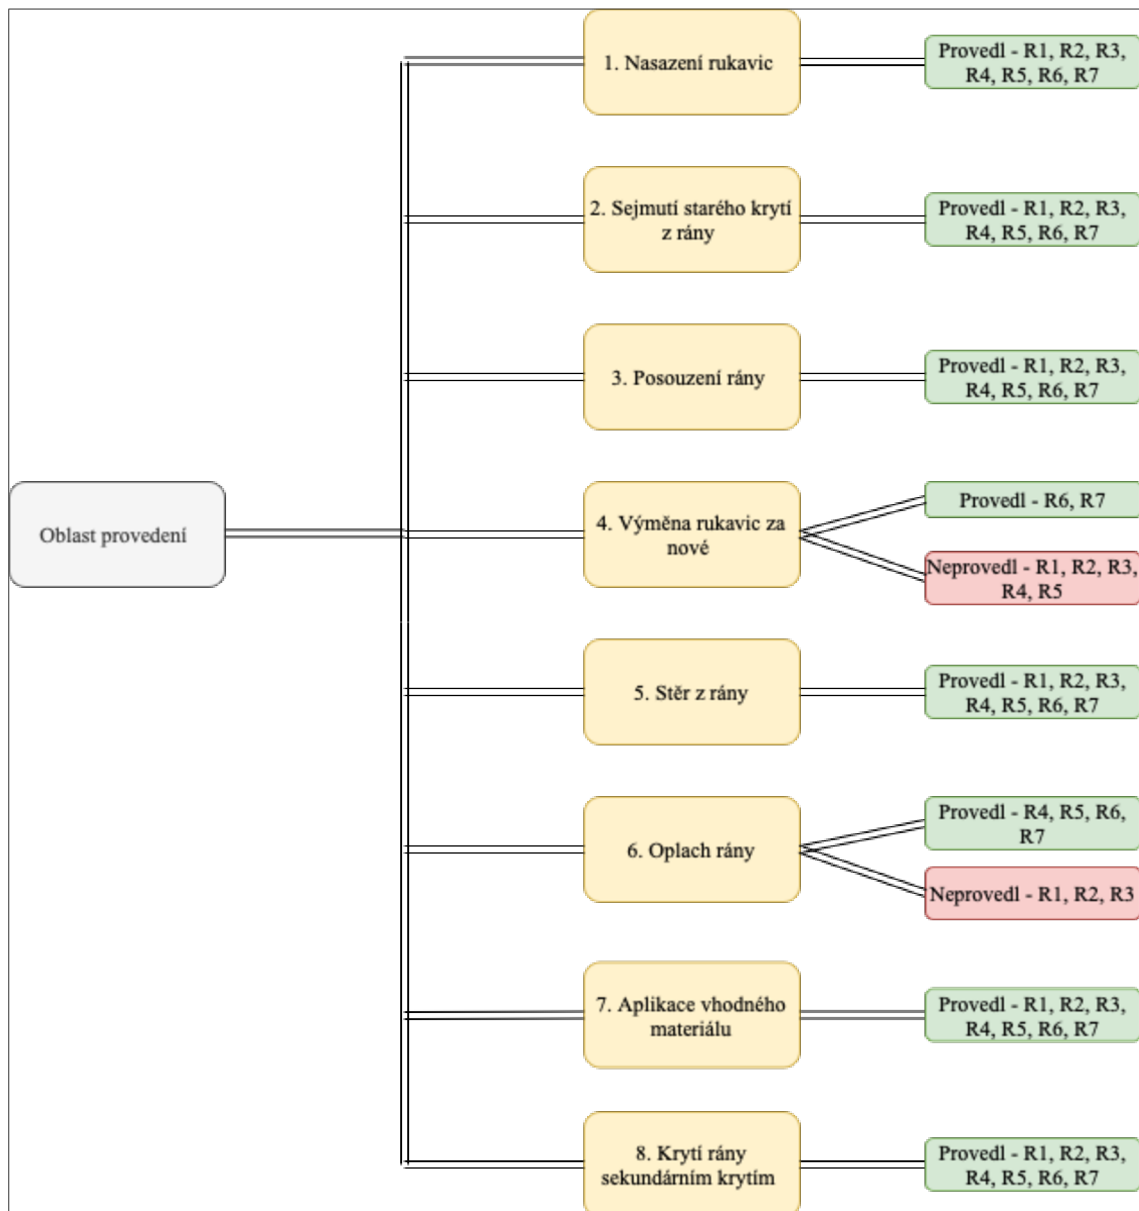 1. Nasazení rukavic
Provedl - R1, R2, R3,
R4, R5, R6, R7
2. Sejmutí starého krytí
z rány
Provedl - R1, R2, R3,
R4, R5, R6, R7
3. Posouzení rány
Provedl - R1, R2, R3,
R4, R5, R6, R7
Oblast provedení
4. Výměna rukavic za
nové
Provedl - R6, R7
Neprovedl - R1, R2, R3,
R4, R5
5. Stěr z rány
Provedl - R1, R2, R3,
R4, R5, R6, R7
6. Oplach rány
Provedl - R4, R5, R6,
R7
Neprovedl - R1, R2, R3
7. Aplikace vhodného
materiálu
Provedl - R1, R2, R3,
R4, R5, R6, R7
8. Krytí rány
sekundárním krytím
Provedl - R1, R2, R3,
R4, R5, R6, R7